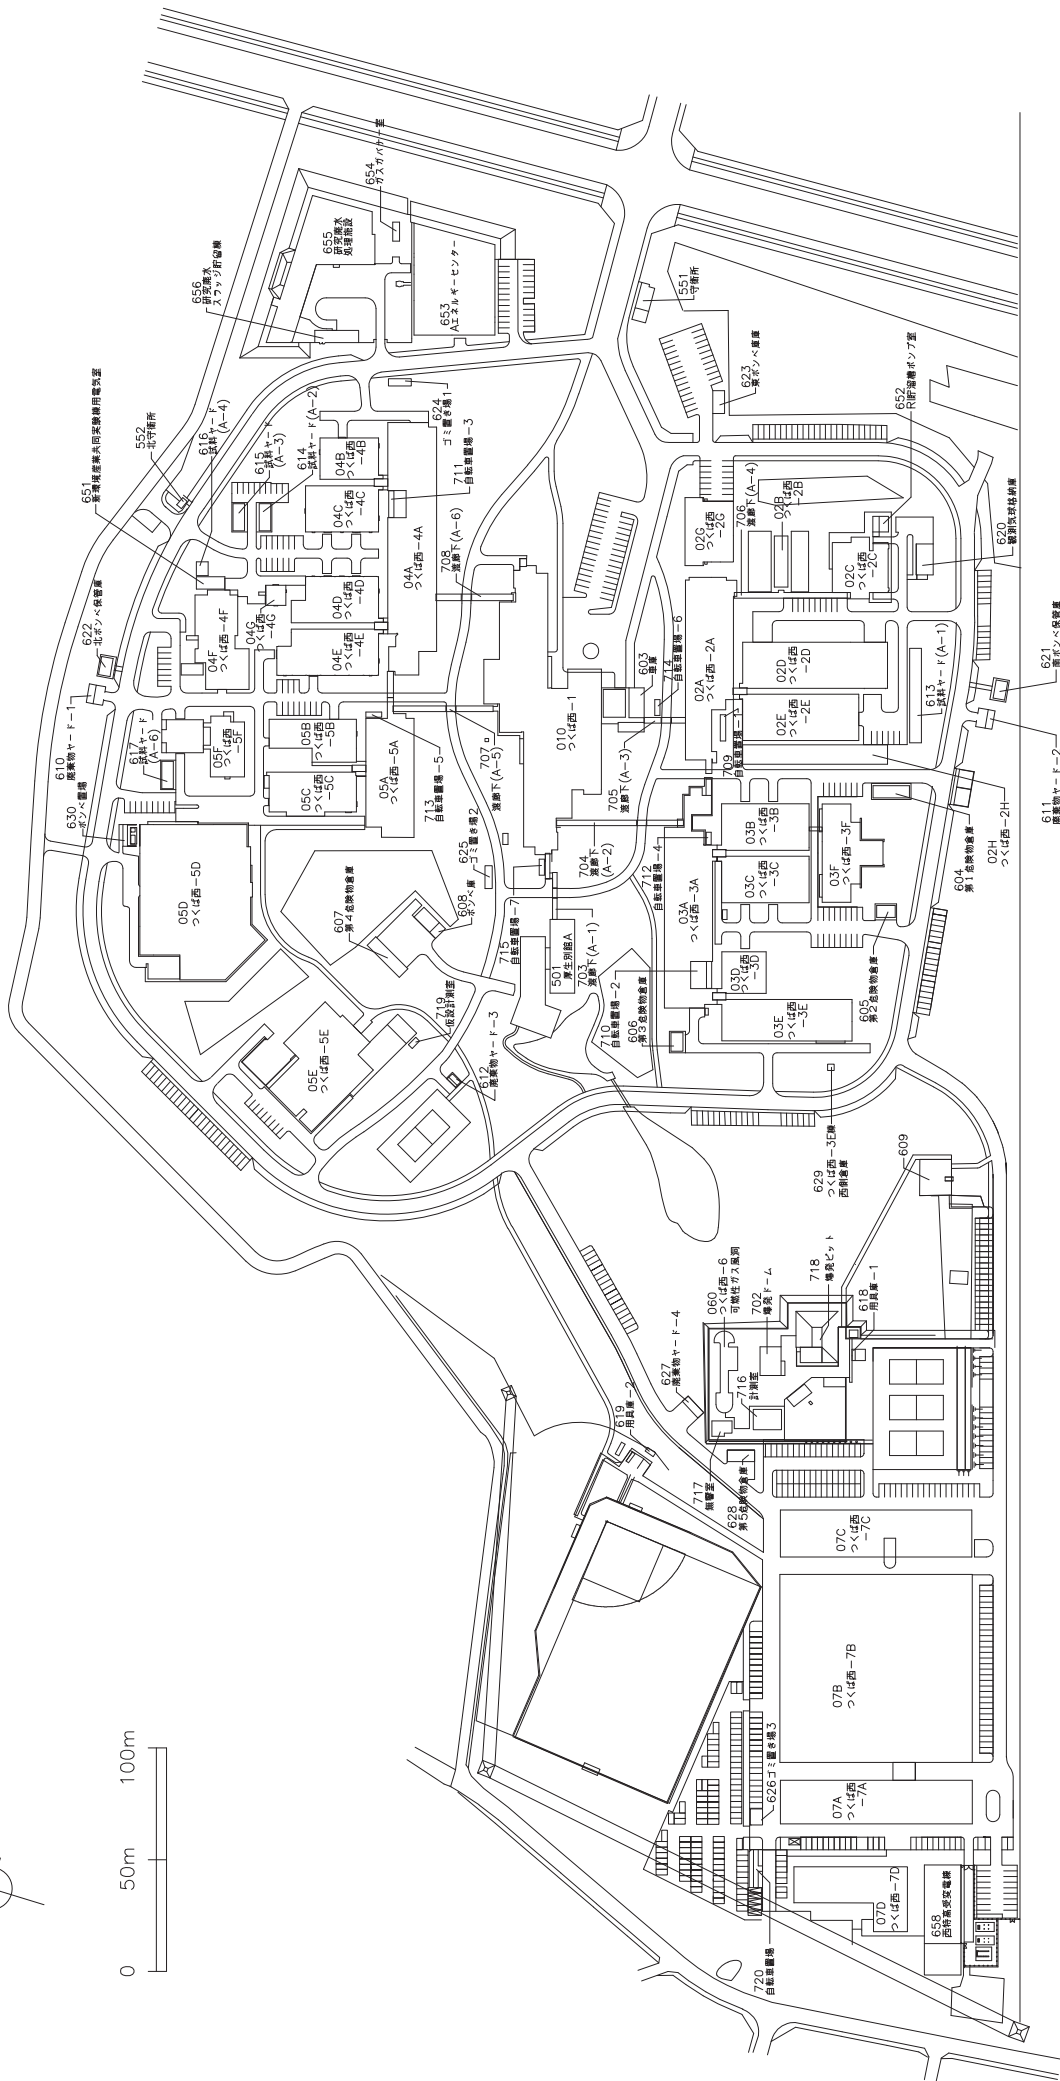 654
ガスガバナー室
655
研究廃水
処理施設
656
研究廃水
スラッジ貯留棟
653
Aエネルギーセンター
551
守衛所
623
東ボンベ庫
652
RI貯溜槽ポンプ室
620
観測気球格納庫
621
南ボンベ保管庫
611
廃棄物ヤード-2
651
新環境産業共同実験棟用電気室
552
北守衛所
616
試料ヤード
(A-4)
615
試料ヤード
(A-3)
614
試料ヤード(A-2)
624
ゴミ置き場1
711
自転車置場-3
04B
つくば西
-4B
04C
つくば西
-4C
04A
つくば西-4A
04D
つくば西
-4D
04E
つくば西
-4E
04G
つくば西
-4G
04F
つくば西-4F
708
渡廊下(A-6)
622
北ボンベ保管庫
610
廃棄物ヤード-1
617
試料ヤード
(A-6)
630
ボンベ置場
05F
つくば西
-5F
05B
つくば西
-5B
05C
つくば西
-5C
05A
つくば西-5A
05D
つくば西-5D
713
自転車置場-5
707
渡廊下(A-5)
625
ゴミ置き場2
608
ボンベ庫
607
第4危険物倉庫
715
自転車置場-7
719
仮設計測室
612
廃棄物ヤード-3
05E
つくば西-5E
010
つくば西-1
603
車庫
714
自転車置場-6
705
渡廊下(A-3)
704
渡廊下
(A-2)
712
自転車置場-4
703
渡廊下(A-1)
501
厚生別館A
710
自転車置場-2
606
第3危険物倉庫
02G
つくば西
-2G
706
渡廊下(A-4)
02B
つくば西
-2B
02C
つくば西
-2C
02A
つくば西-2A
02D
つくば西
-2D
02E
つくば西
-2E
709
自転車置場-1
613
試料ヤード(A-1)
02H
つくば西-2H
604
第1危険物倉庫
03B
つくば西
-3B
03C
つくば西
-3C
03F
つくば西-3F
03A
つくば西-3A
03D
つくば西
-3D
03E
つくば西
-3E
605
第2危険物倉庫
629
つくば西-3E棟
西側倉庫
609
060
つくば西-6
可燃性ガス風洞
702
爆発ドーム
718
爆発ピット
618
用具庫-1
716
計測室
627
廃棄物ヤード-4
619
用具庫-2
717
無響室
628
第5危険物倉庫
07C
つくば西
-7C
07B
つくば西-7B
07A
つくば西
-7A
626ゴミ置き場3
07D
つくば西-7D
658
西特高受変電棟
720
自転車置場
0
50m
100m